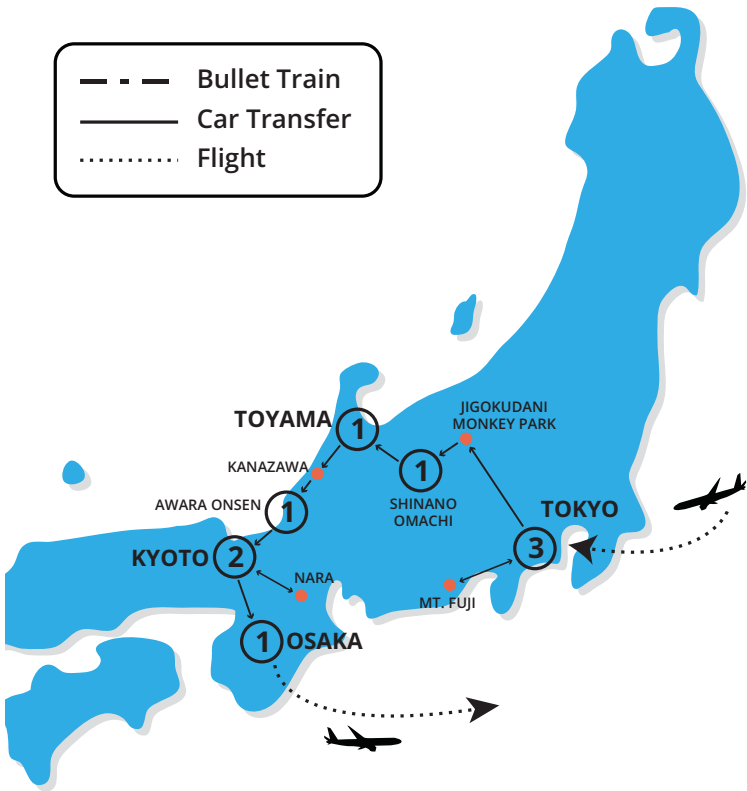 Bullet Train
Car Transfer
Flight
JIGOKUDANI
MONKEY PARK
TOYAMA
1
KANAZAWA
1
SHINANO
OMACHI
AWARA ONSEN
1
TOKYO
3
KYOTO
2
NARA
MT. FUJI
1
OSAKA